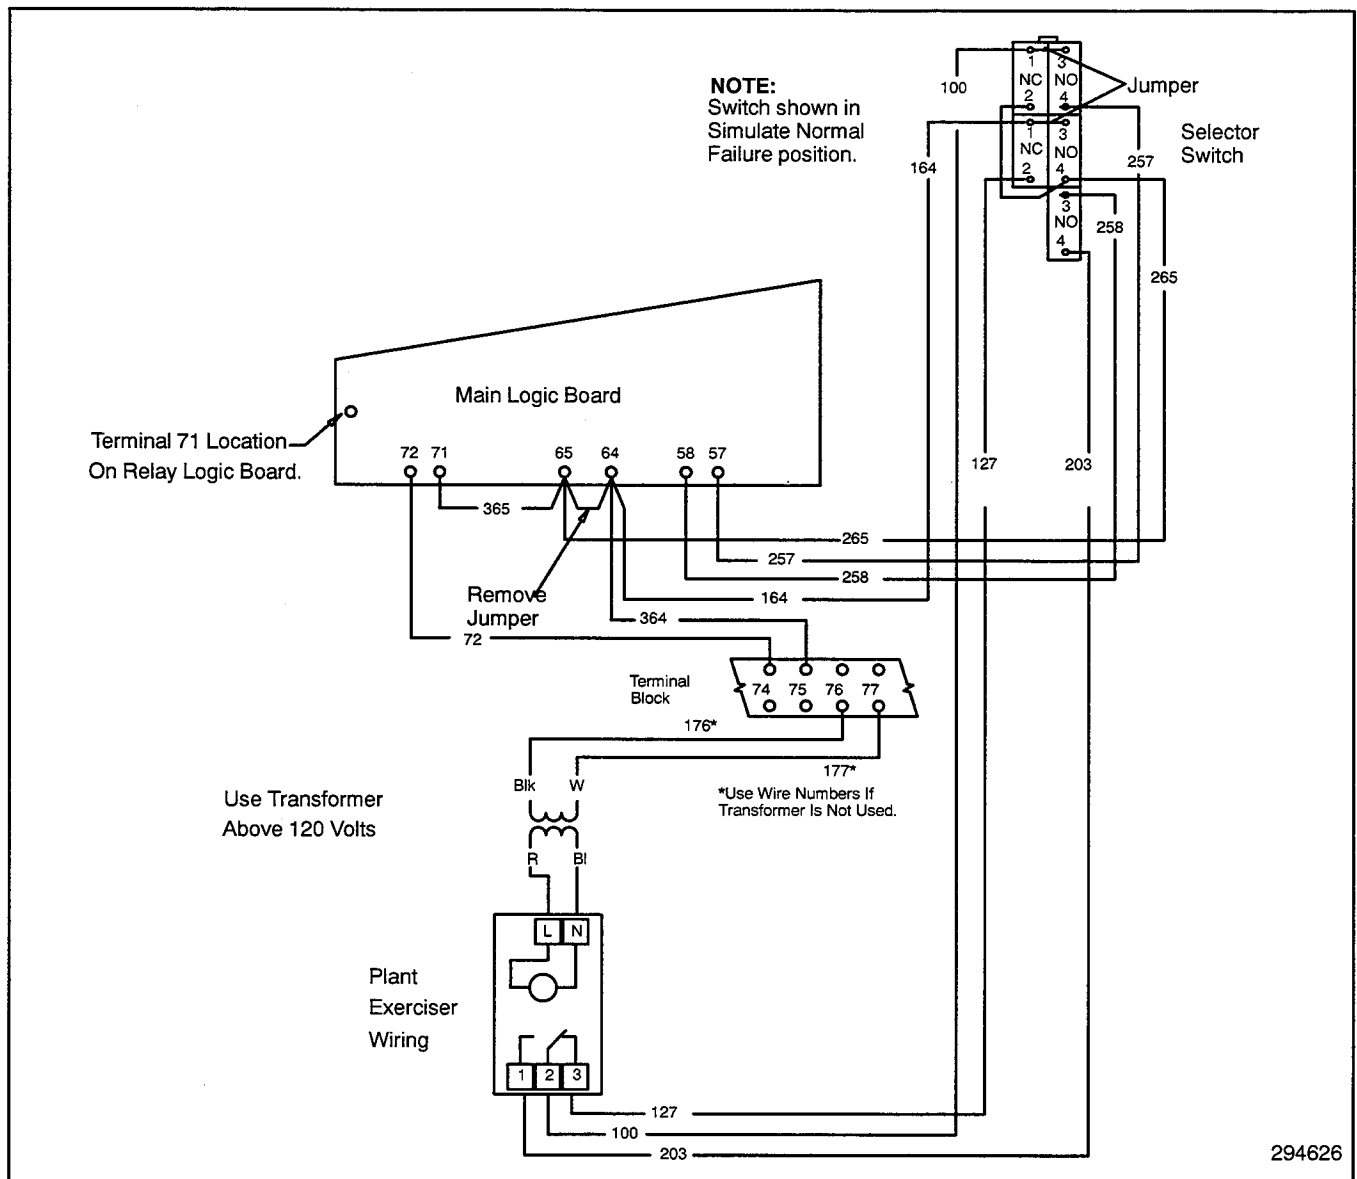 NOTE:
Switch shown in
Simulate Normal
Failure position.
100
1
3
NC
NO
2
4
Jumper
1
3
NC
NO
2
4
Selector
Switch
164
257
3
NO
4
258
265
Main Logic Board
Terminal 71 Location
On Relay Logic Board.
72
71
65
64
58
57
127
203
365
265
257
258
Remove
Jumper
164
364
72
Terminal
Block
74
75
76
77
176*
177*
*Use Wire Numbers If
Transformer Is Not Used.
Blk
W
Use Transformer
Above 120 Volts
R
Bl
L
N
Plant
Exerciser
Wiring
1
2
3
127
100
203
294626